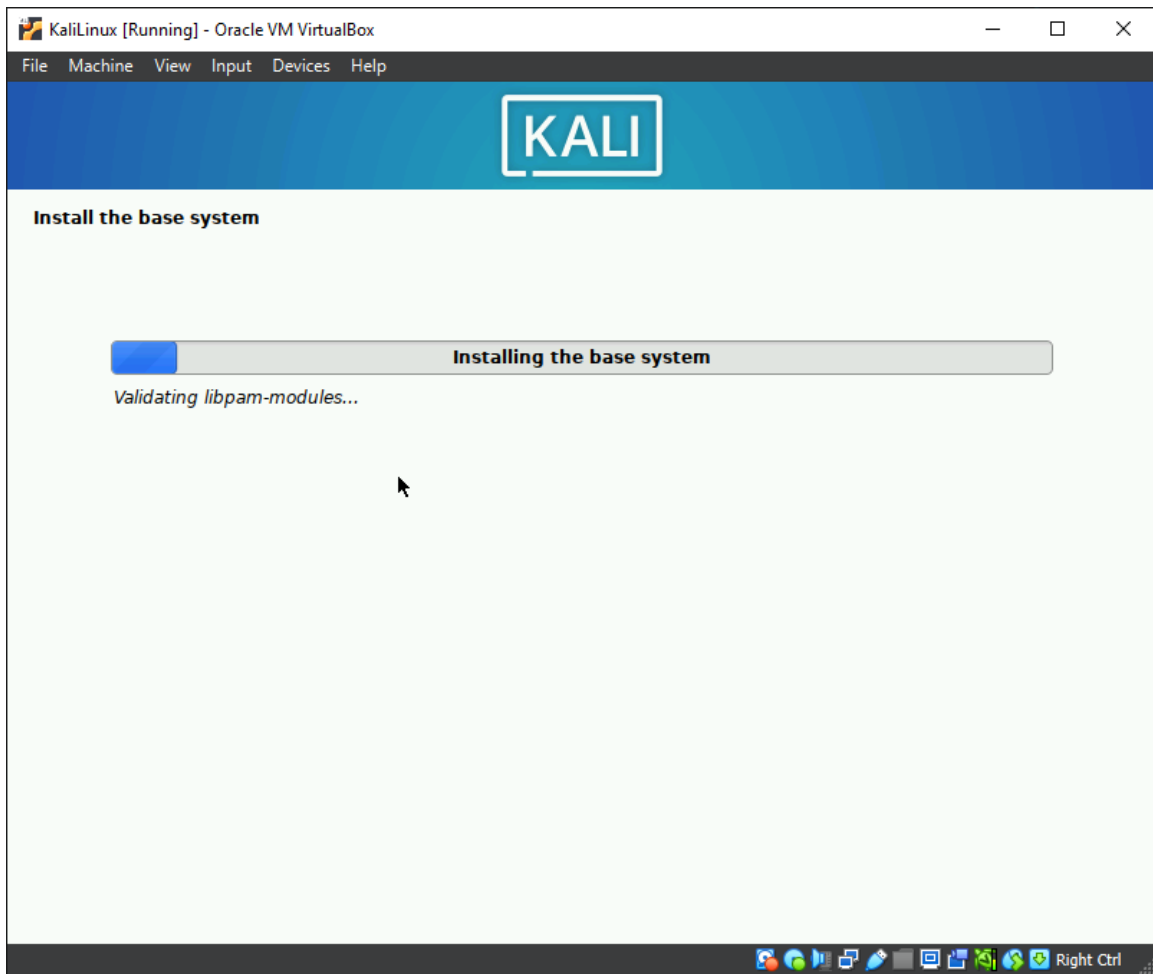 KaliLinux [Running] - Oracle VM VirtualBox
File Machine View Input Devices Help
KALI
Install the base system
Installing the base system
Validating libpam-modules...
Right Ctrl